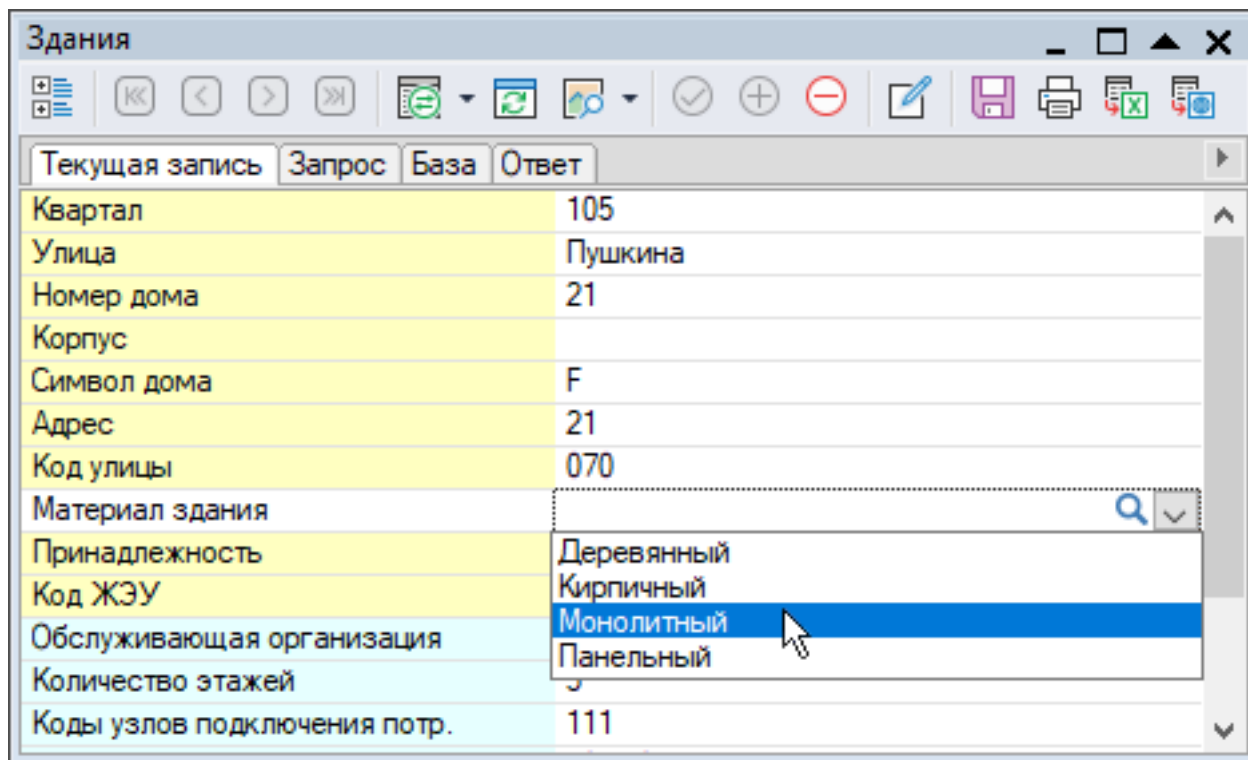 Здания
Текущая запись Запрос База Ответ
Квартал 105
Улица Пушкина
Номер дома 21
Корпус
Символ дома F
Адрес 21
Код улицы 070
Материал здания
Принадлежность Деревянный
Код ЖЭУ Кирпичный
Монолитный
Обслуживающая организация Панельный
Количество этажей
Коды узлов подключения потр. 111